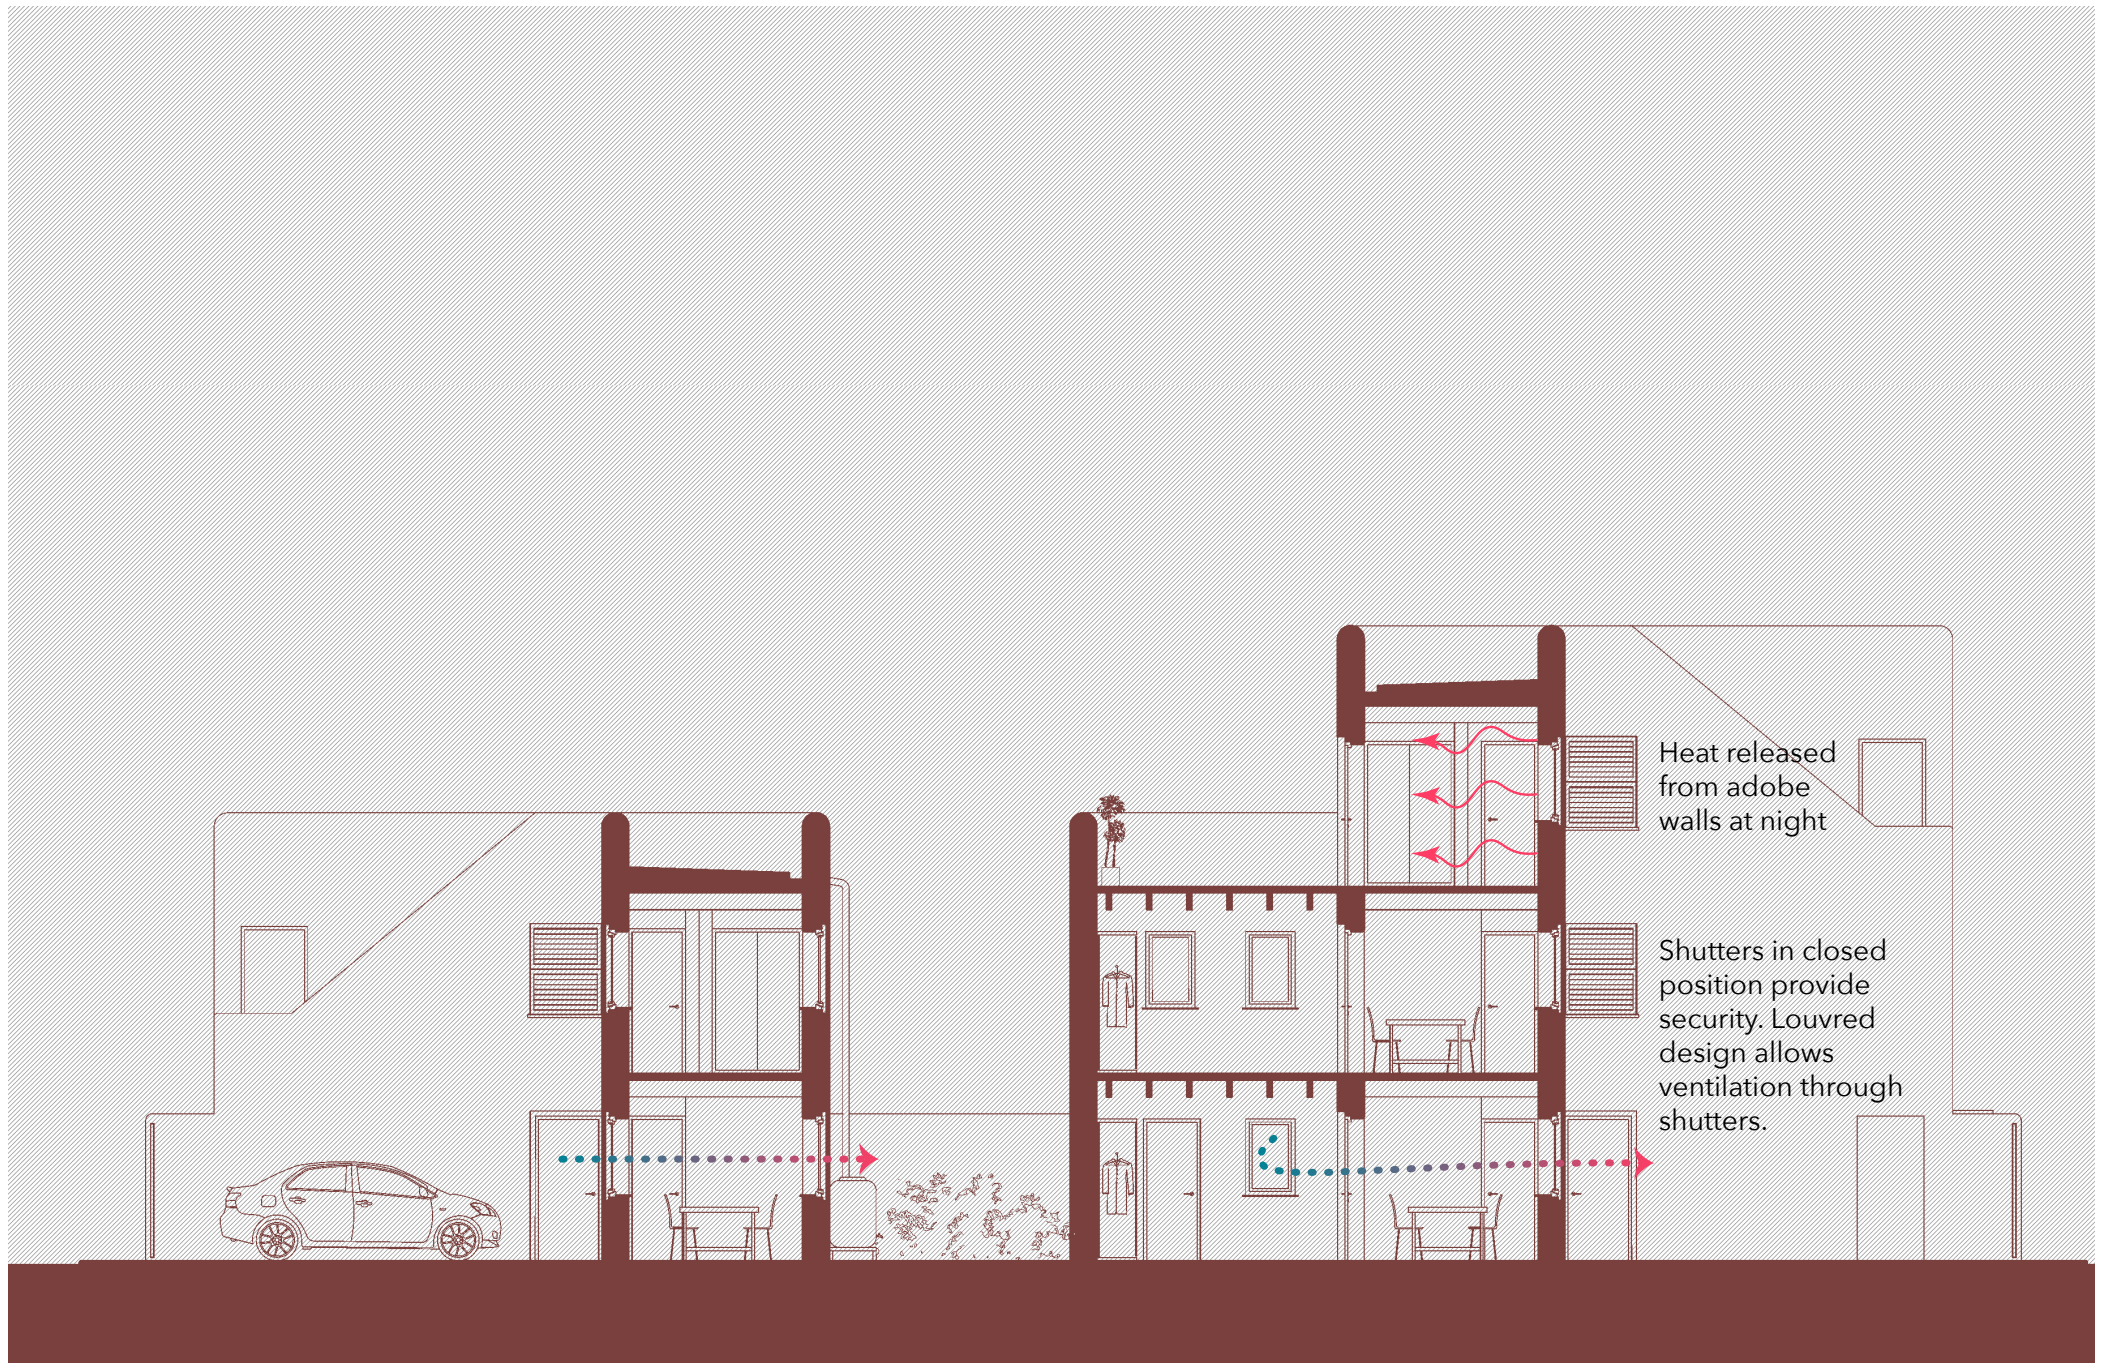 Heat released
from adobe
walls at night
Shutters in closed
position provide
security. Louvred
design allows
ventilation through
shutters.